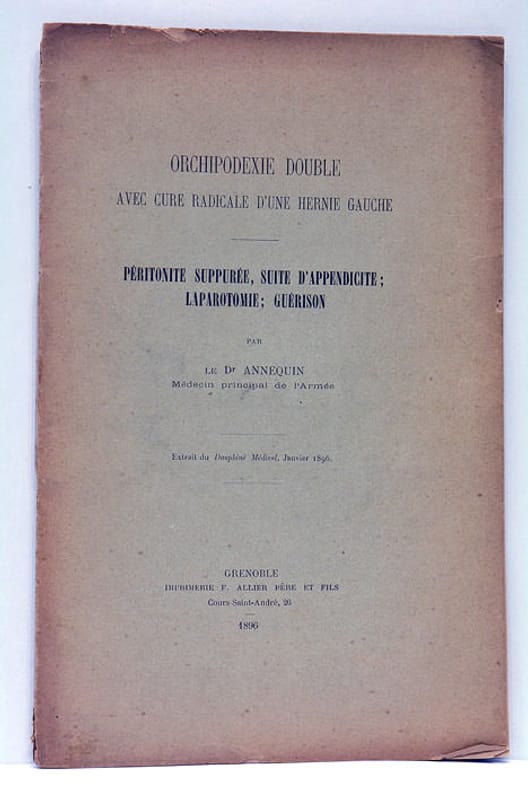 ORCHIPODEXIE DOUBLE
AVEC CURE RADICALE D'UNE HERNIE GAUCHE
PÉRITONITE SUPPURÉE, SUITE D'APPENDICITE;
LAPAROTOMIE; GUÉRISON
PAR
LE Dr ANNEQUIN
Médecin principal de l'Armée
Extrait du Dauphiné Médical, Janvier 1896.
GRENOBLE
IMPRIMERIE F. ALLIER PÈRE ET FILS
Cours Saint-André, 26
1896